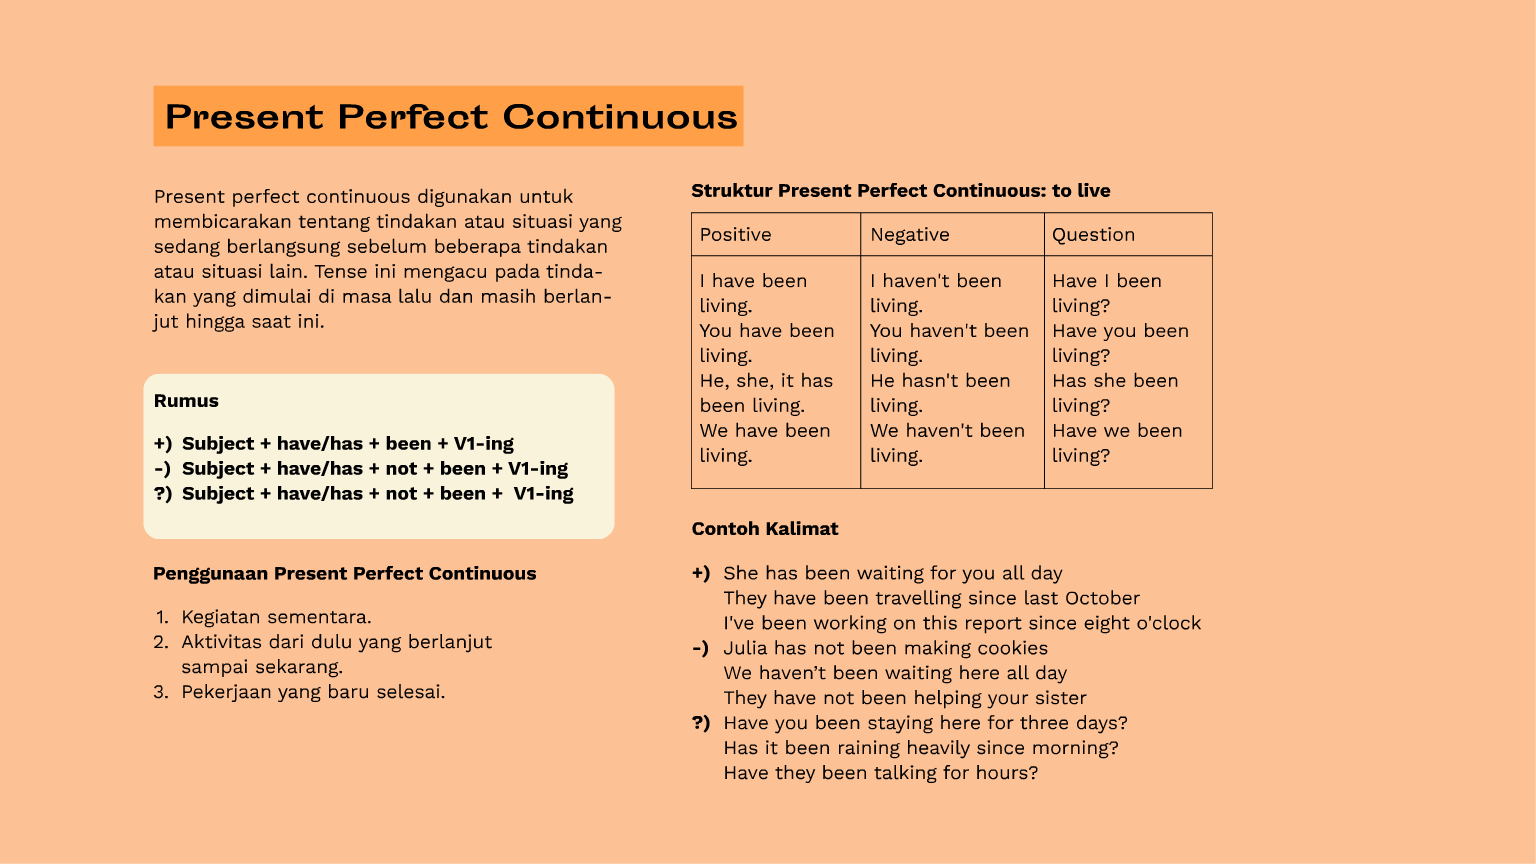 Present Perfect Continuous
Present perfect continuous digunakan untuk
membicarakan tentang tindakan atau situasi yang
sedang berlangsung sebelum beberapa tindakan
atau situasi lain. Tense ini mengacu pada tinda-
kan yang dimulai di masa lalu dan masih berlan-
jut hingga saat ini.
Rumus
+) Subject + have/has + been + V1-ing
-) Subject + have/has + not + been + V1-ing
?) Subject + have/has + not + been + V1-ing
Penggunaan Present Perfect Continuous
1. Kegiatan sementara.
2. Aktivitas dari dulu yang berlanjut
sampai sekarang.
3. Pekerjaan yang baru selesai.
Struktur Present Perfect Continuous: to live
Positive
I have been
living.
You have been
living.
He, she, it has
been living.
We have been
living.
Negative
I haven't been
living.
You haven't been
living.
He hasn't been
living.
We haven't been
living.
Question
Have I been
living?
Have you been
living?
Has she been
living?
Have we been
living?
Contoh Kalimat
+) She has been waiting for you all day
They have been travelling since last October
I've been working on this report since eight o'clock
-) Julia has not been making cookies
We haven’t been waiting here all day
They have not been helping your sister
?) Have you been staying here for three days?
Has it been raining heavily since morning?
Have they been talking for hours?